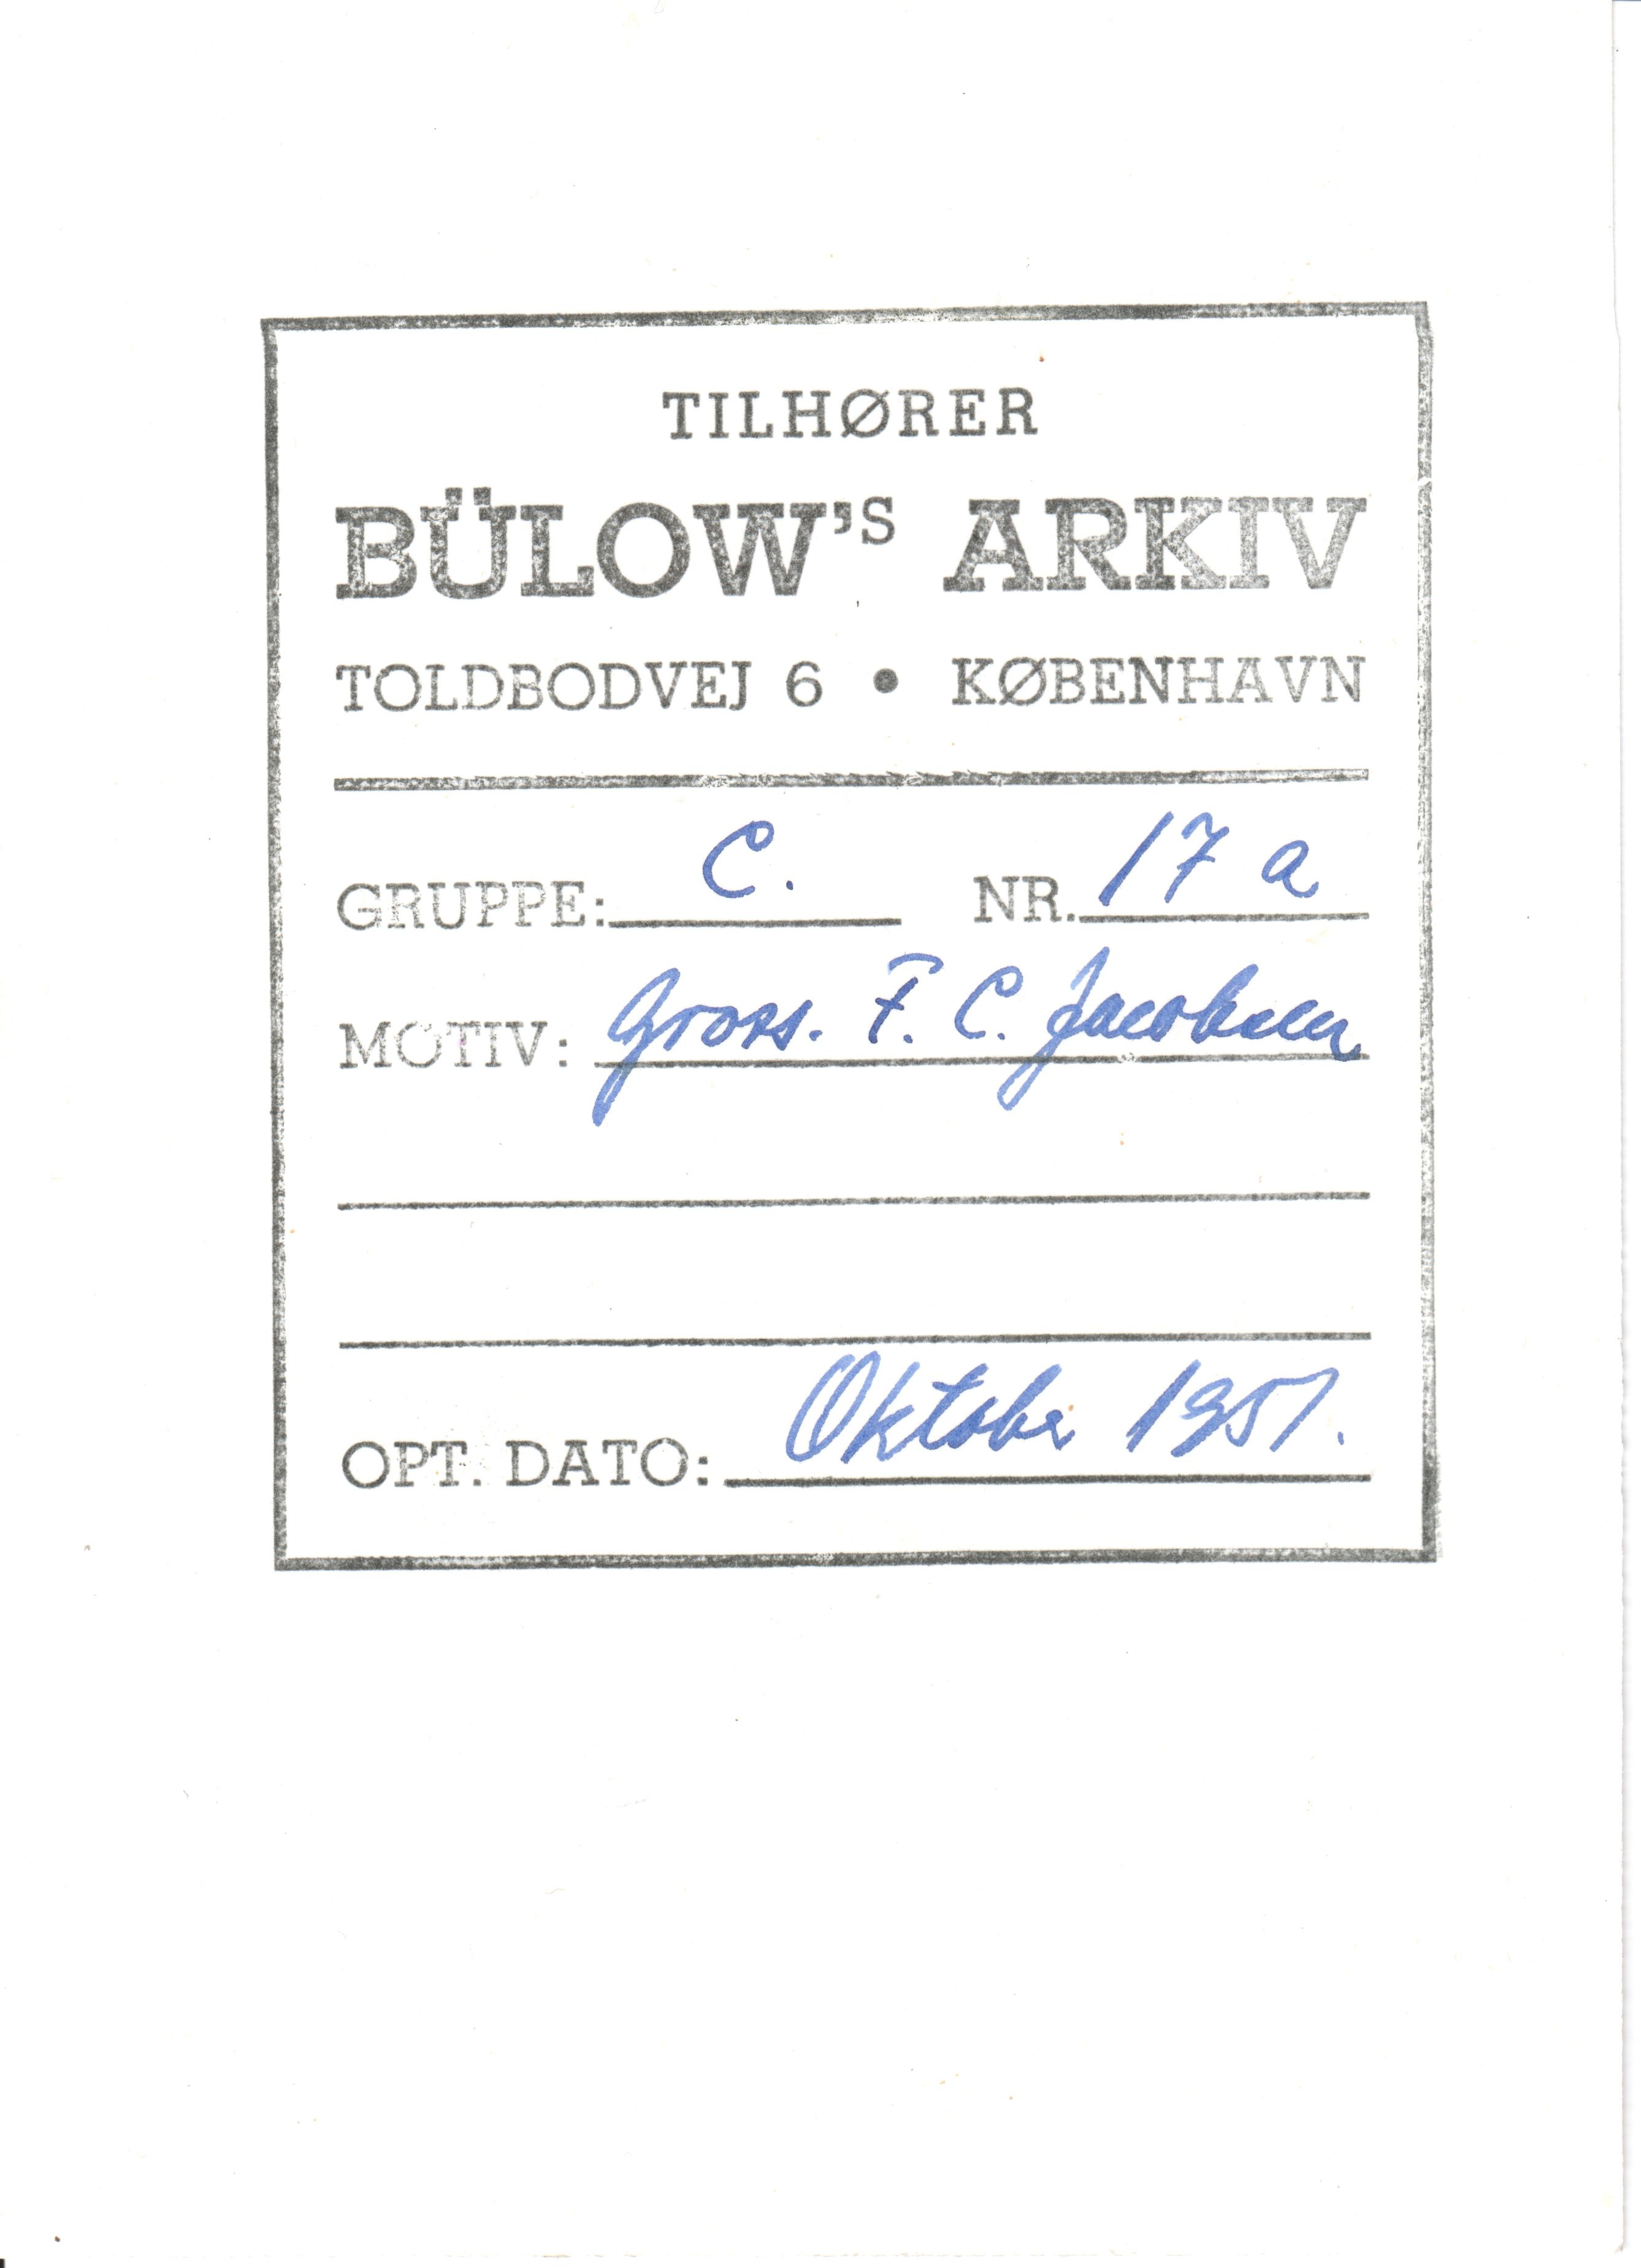 TILHØRER
BÜLOW'S ARKIV
TOLDBODVEJ 6 • KØBENHAVN
GRUPPE: C. NR. 17 a
MOTIV: Gross. F. C. Jacobsen
OPT. DATO: Oktober 1951.